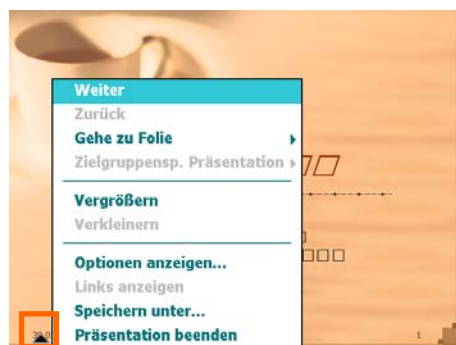 Weiter
Zurück
Gehe zu Folie
Zielgruppensp. Präsentation
Vergrößern
Verkleinern
Optionen anzeigen...
Links anzeigen
Speichern unter...
Präsentation beenden
1